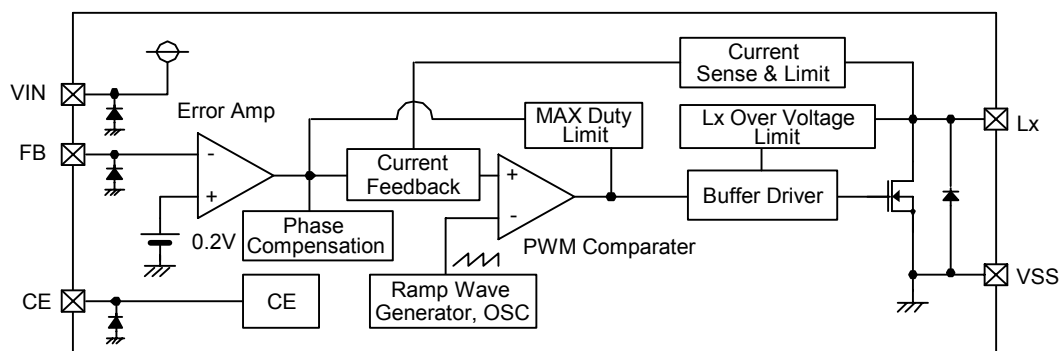 Current
Sense & Limit
VIN
Error Amp
MAX Duty
Limit
Lx Over Voltage
Limit
Lx
FB
-
+
Current
Feedback
+
-
Buffer Driver
Phase
Compensation
0.2V
PWM Comparater
CE
CE
Ramp Wave
Generator, OSC
VSS